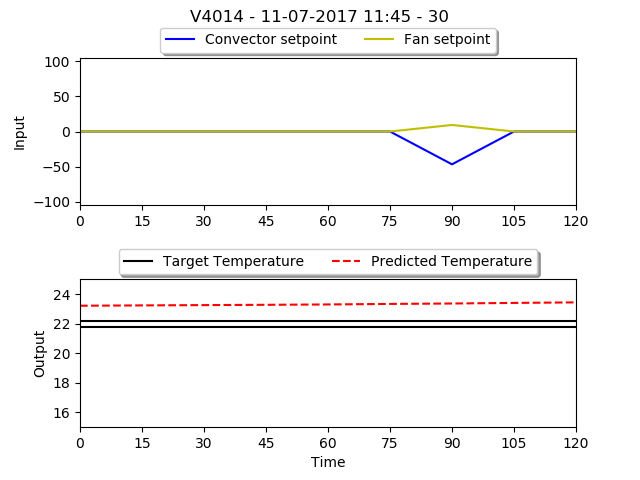 V4014 - 11-07-2017 11:45 - 30
Convector setpoint Fan setpoint
100
50
0
−50
−100
Input
0 15 30 45 60 75 90 105 120
Target Temperature Predicted Temperature
24
22
20
18
16
Output
0 15 30 45 60 75 90 105 120
Time